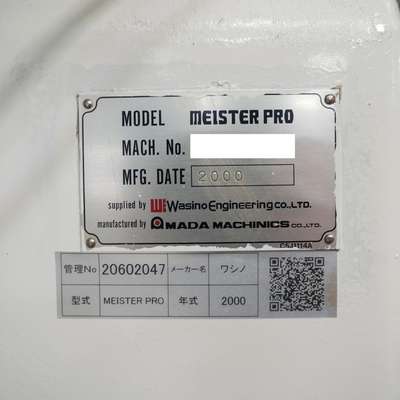 MODEL MEISTER PRO
MACH. No.
MFG. DATE 2000
supplied by Wasino Engineering CO.,LTD.
manufactured by AMADA MACHINICS CO.,LTD.
C5J1114A
管理No 20602047 メーカー名 ワシノ
型式 MEISTER PRO 年式 2000